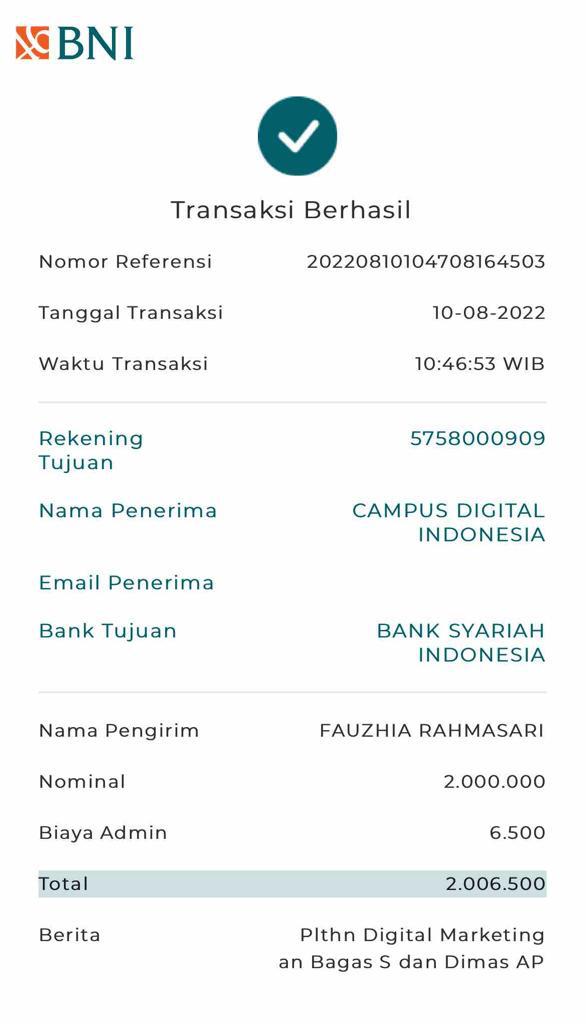 BNI
Transaksi Berhasil
Nomor Referensi 20220810104708164503
Tanggal Transaksi 10-08-2022
Waktu Transaksi 10:46:53 WIB
Rekening 5758000909
Tujuan
Nama Penerima CAMPUS DIGITAL
INDONESIA
Email Penerima
Bank Tujuan BANK SYARIAH
INDONESIA
Nama Pengirim FAUZHIA RAHMASARI
Nominal 2.000.000
Biaya Admin 6.500
Total 2.006.500
Berita Plthn Digital Marketing
an Bagas S dan Dimas AP